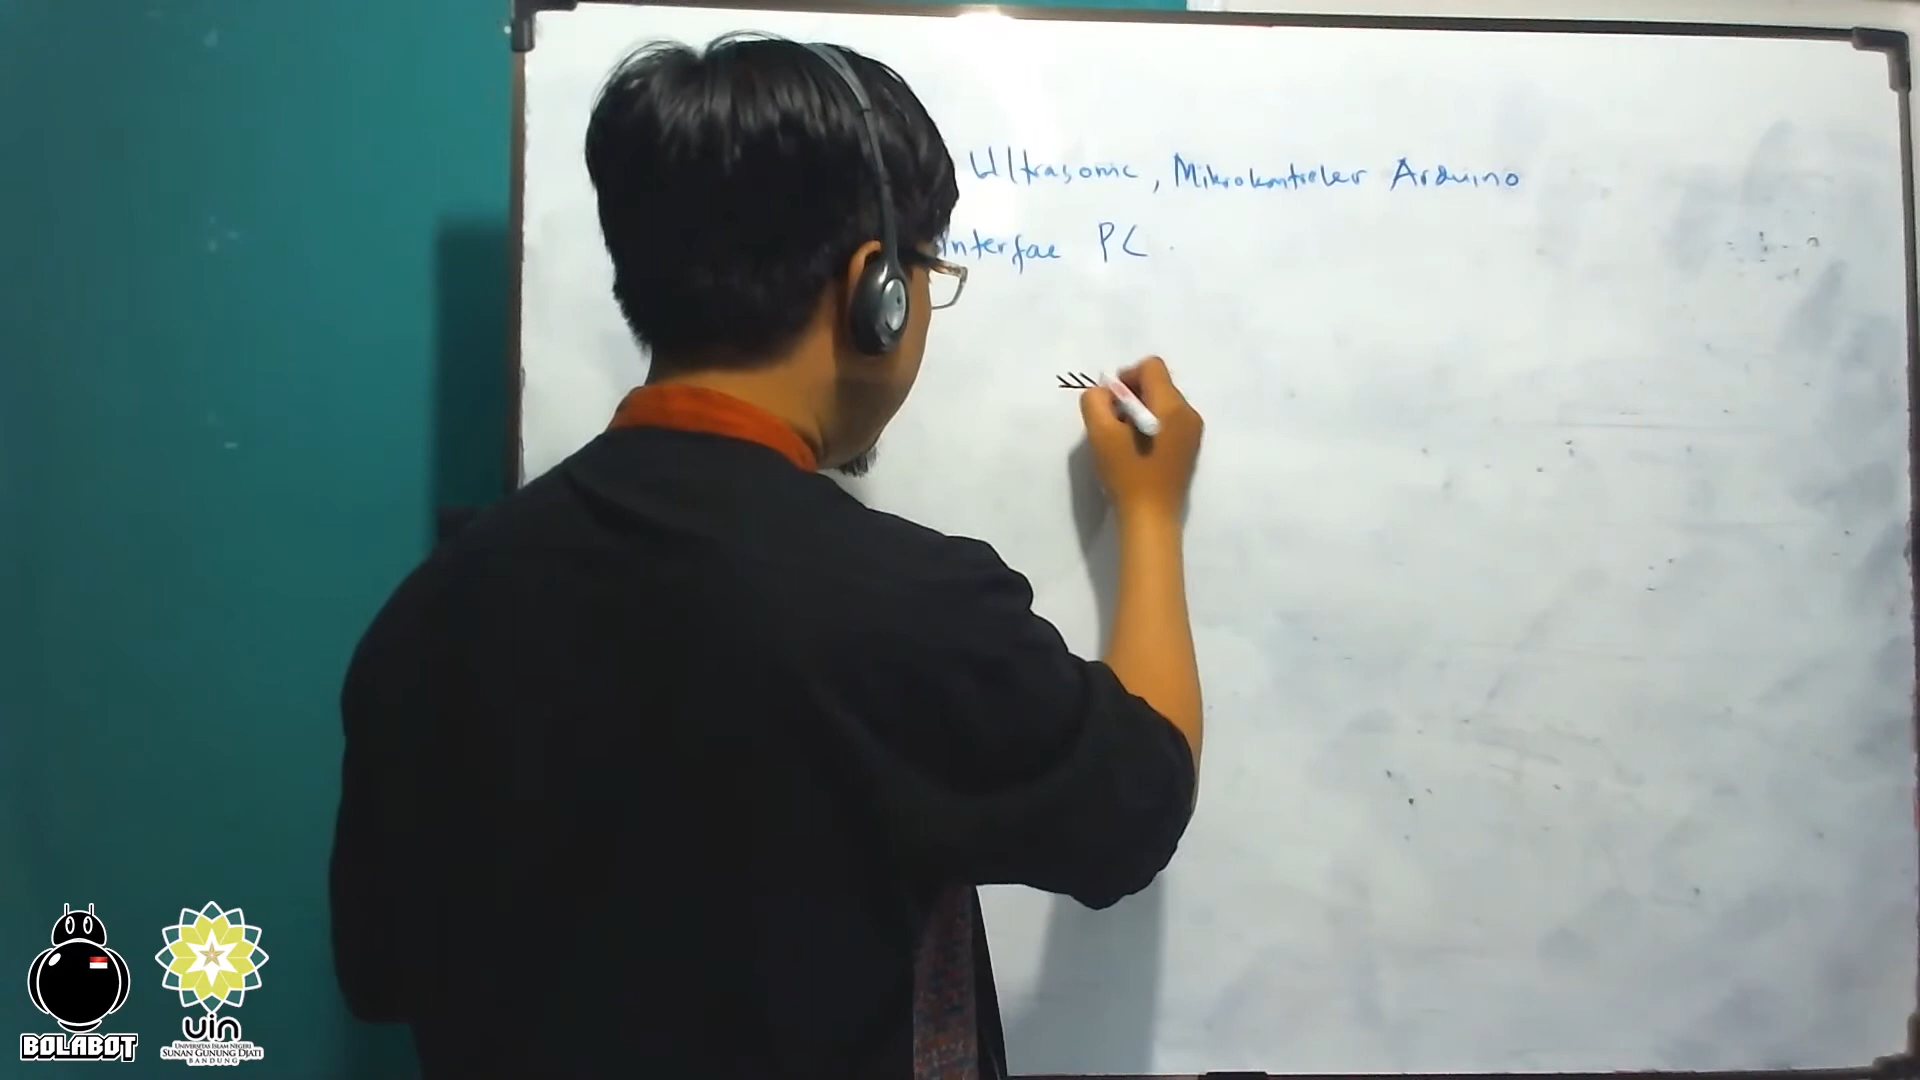 Ultrasonic, Mikrokontroler Arduino
Interfae PC.
BOLABOT
uin
UNIVERSITAS ISLAM NEGERI
SUNAN GUNUNG DJATI
BANDUNG